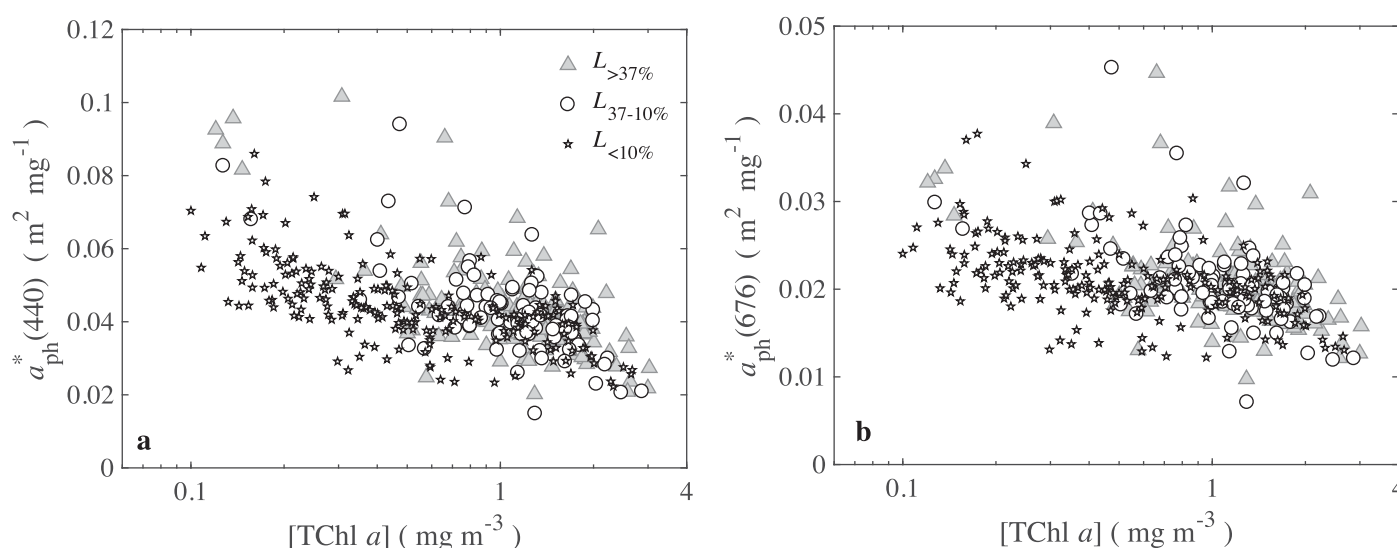 0.12
0.1
0.08
0.06
0.04
0.02
0
a*ph(440) ( m2 mg-1 )
L>37%
L37-10%
L<10%
a
0.1
1
4
[TChl a] ( mg m-3 )
0.05
0.04
0.03
0.02
0.01
0
a*ph(676) ( m2 mg-1 )
b
0.1
1
4
[TChl a] ( mg m-3 )